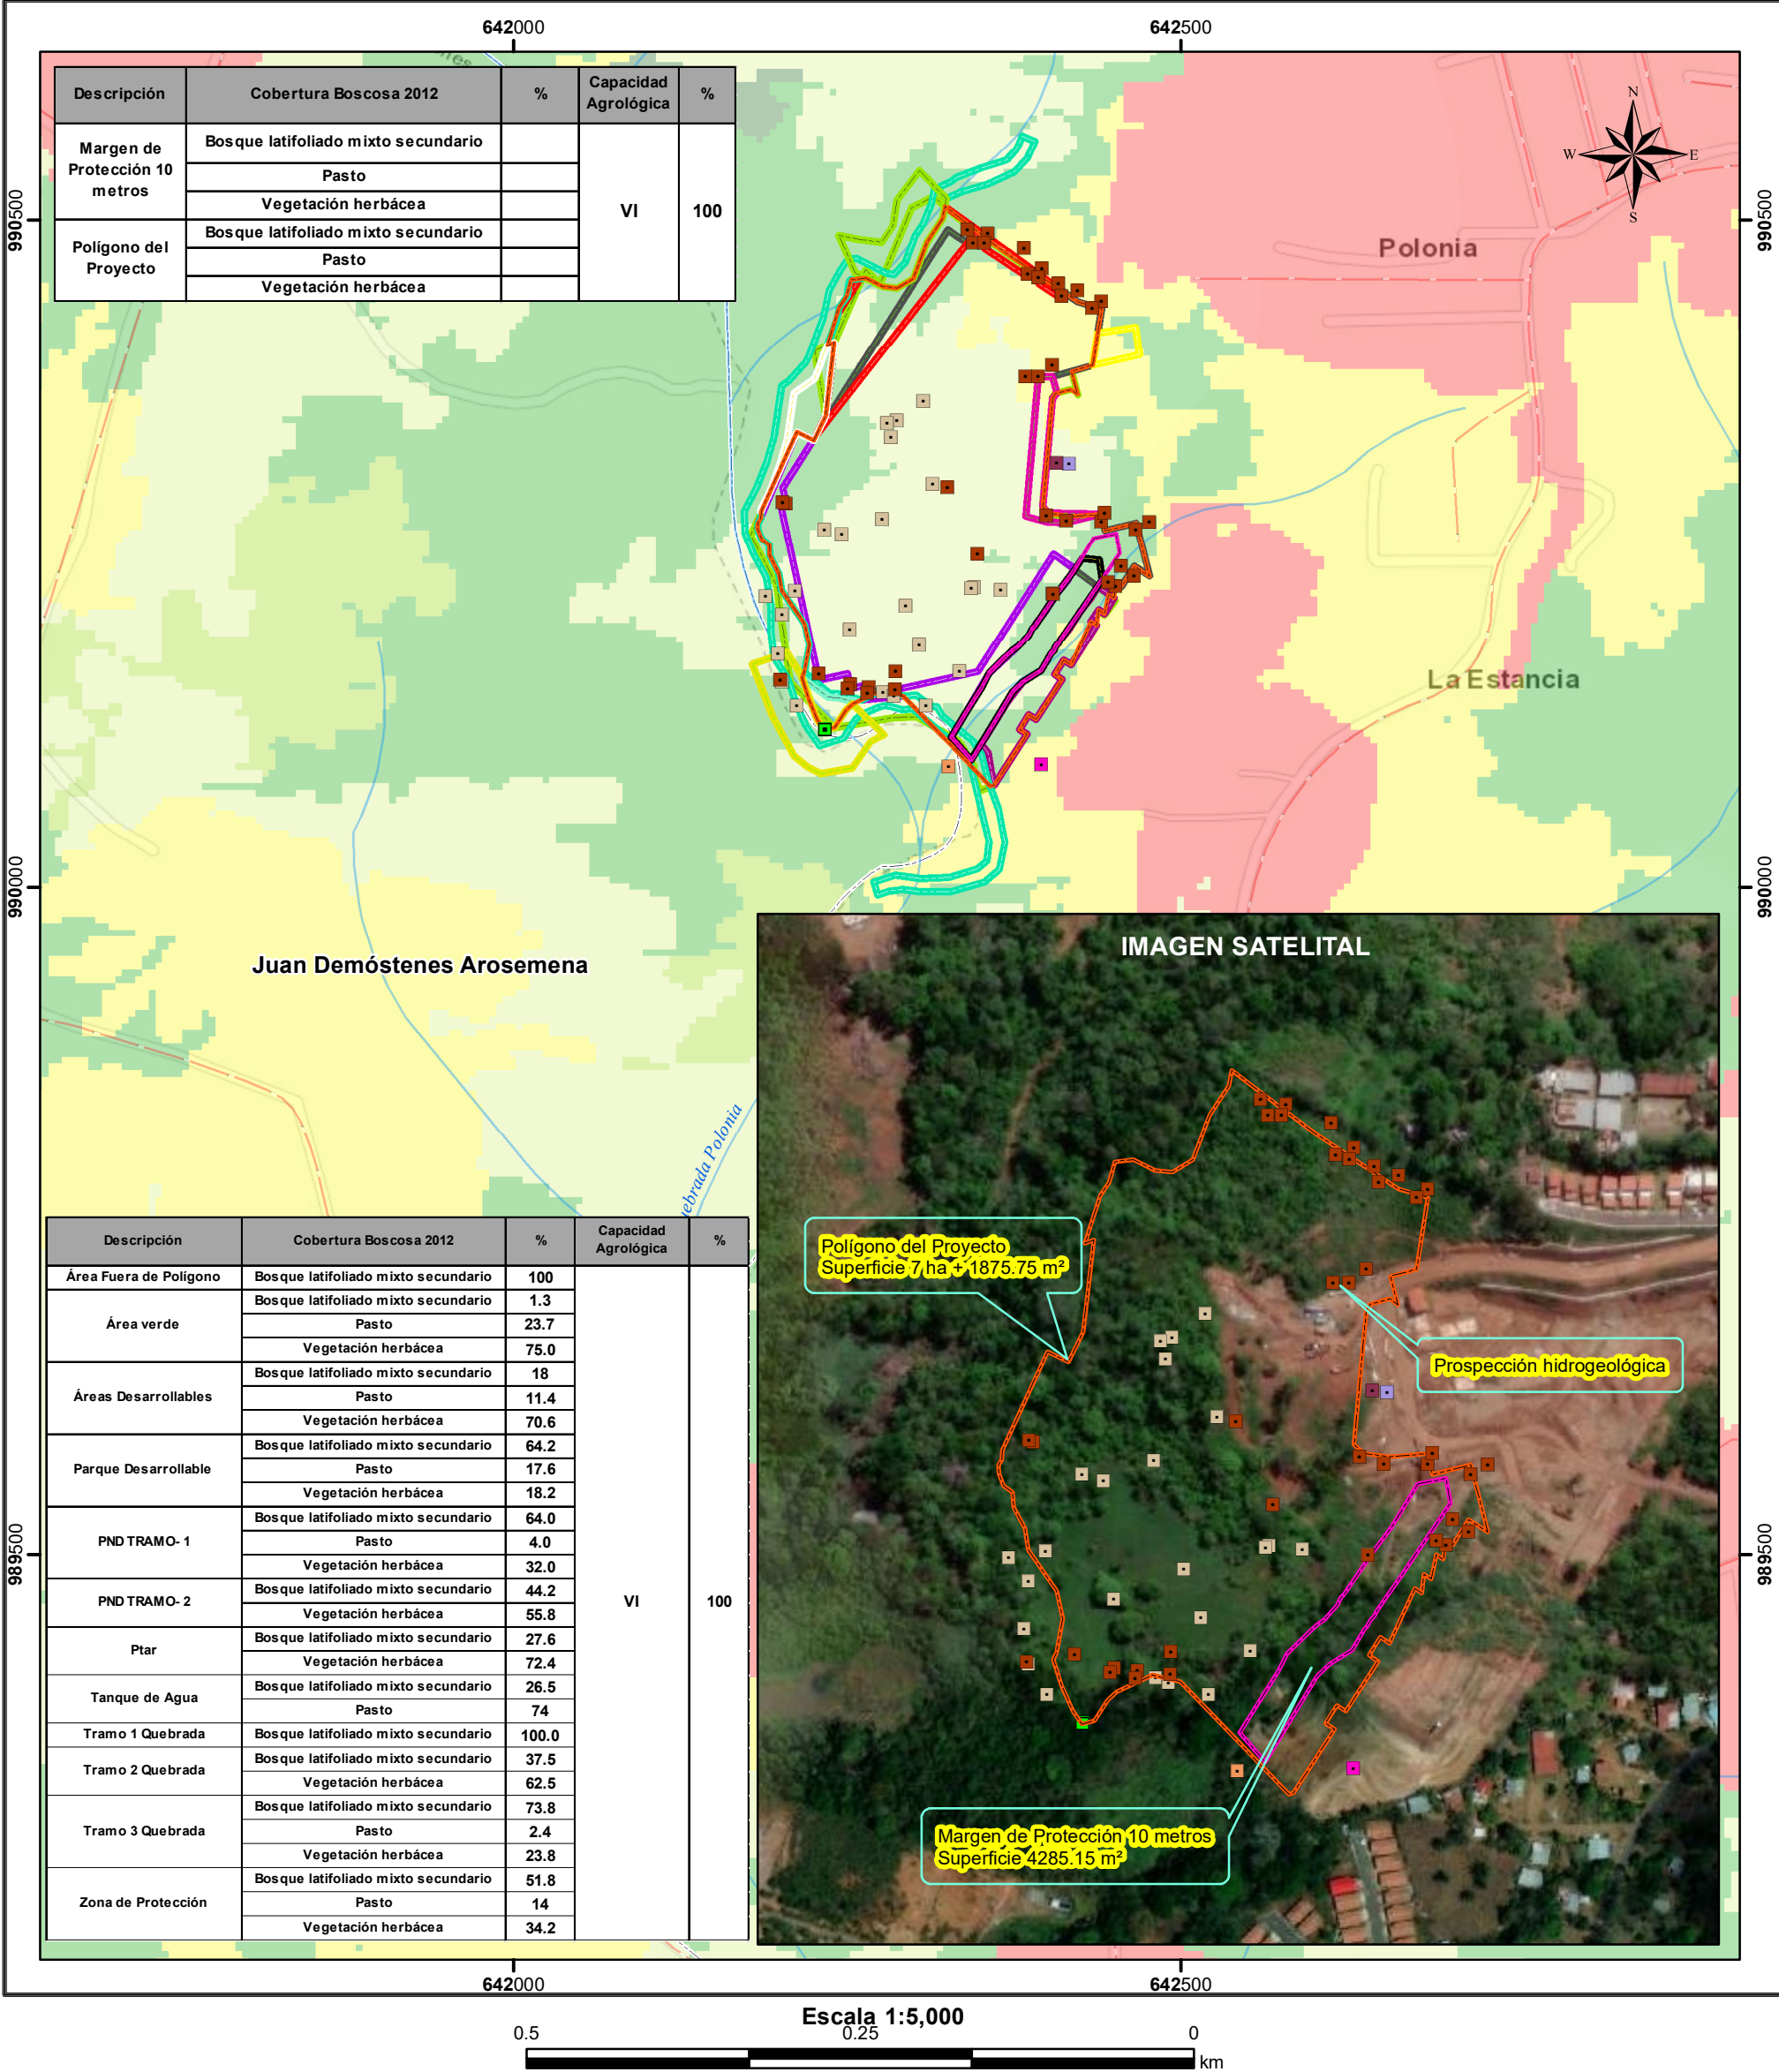 642000
642500
Descripción
Cobertura Boscosa 2012
%
Capacidad
Agrológica
%
Margen de
Protección 10
metros
Bosque latifoliado mixto secundario
Pasto
Vegetación herbácea
Polígono del
Proyecto
Bosque latifoliado mixto secundario
Pasto
Vegetación herbácea
VI
100
N
W
E
S
990500
990500
Polonia
La Estancia
990000
990000
Juan Demóstenes Arosemena
ebrada Polonia
IMAGEN SATELITAL
Polígono del Proyecto
Superficie 7 ha + 1875.75 m²
Prospección hidrogeológica
Margen de Protección 10 metros
Superficie 4285.15 m²
Descripción
Cobertura Boscosa 2012
%
Capacidad
Agrológica
%
Área Fuera de Polígono
Bosque latifoliado mixto secundario 100
Área verde
Bosque latifoliado mixto secundario 1.3
Pasto 23.7
Vegetación herbácea 75.0
Áreas Desarrollables
Bosque latifoliado mixto secundario 18
Pasto 11.4
Vegetación herbácea 70.6
Parque Desarrollable
Bosque latifoliado mixto secundario 64.2
Pasto 17.6
Vegetación herbácea 18.2
PND TRAMO- 1
Bosque latifoliado mixto secundario 64.0
Pasto 4.0
Vegetación herbácea 32.0
PND TRAMO- 2
Bosque latifoliado mixto secundario 44.2
Vegetación herbácea 55.8
Ptar
Bosque latifoliado mixto secundario 27.6
Vegetación herbácea 72.4
Tanque de Agua
Bosque latifoliado mixto secundario 26.5
Pasto 74
Tramo 1 Quebrada
Bosque latifoliado mixto secundario 100.0
Tramo 2 Quebrada
Bosque latifoliado mixto secundario 37.5
Vegetación herbácea 62.5
Tramo 3 Quebrada
Bosque latifoliado mixto secundario 73.8
Pasto 2.4
Vegetación herbácea 23.8
Zona de Protección
Bosque latifoliado mixto secundario 51.8
Pasto 14
Vegetación herbácea 34.2
VI
100
989500
989500
642000
642500
Escala 1:5,000
0.5
0.25
0
km